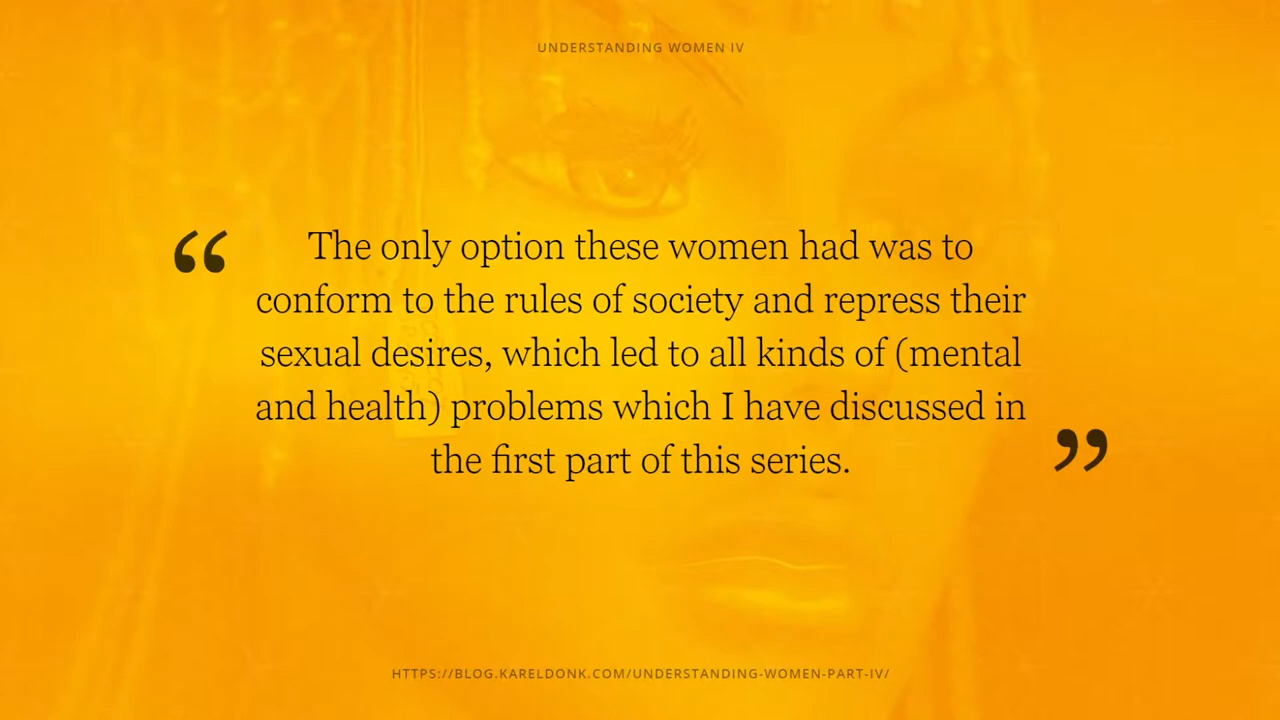 UNDERSTANDING WOMEN IV
“ The only option these women had was to
conform to the rules of society and repress their
sexual desires, which led to all kinds of (mental
and health) problems which I have discussed in
the first part of this series. ”
HTTPS://BLOG.KARELDONK.COM/UNDERSTANDING-WOMEN-PART-IV/